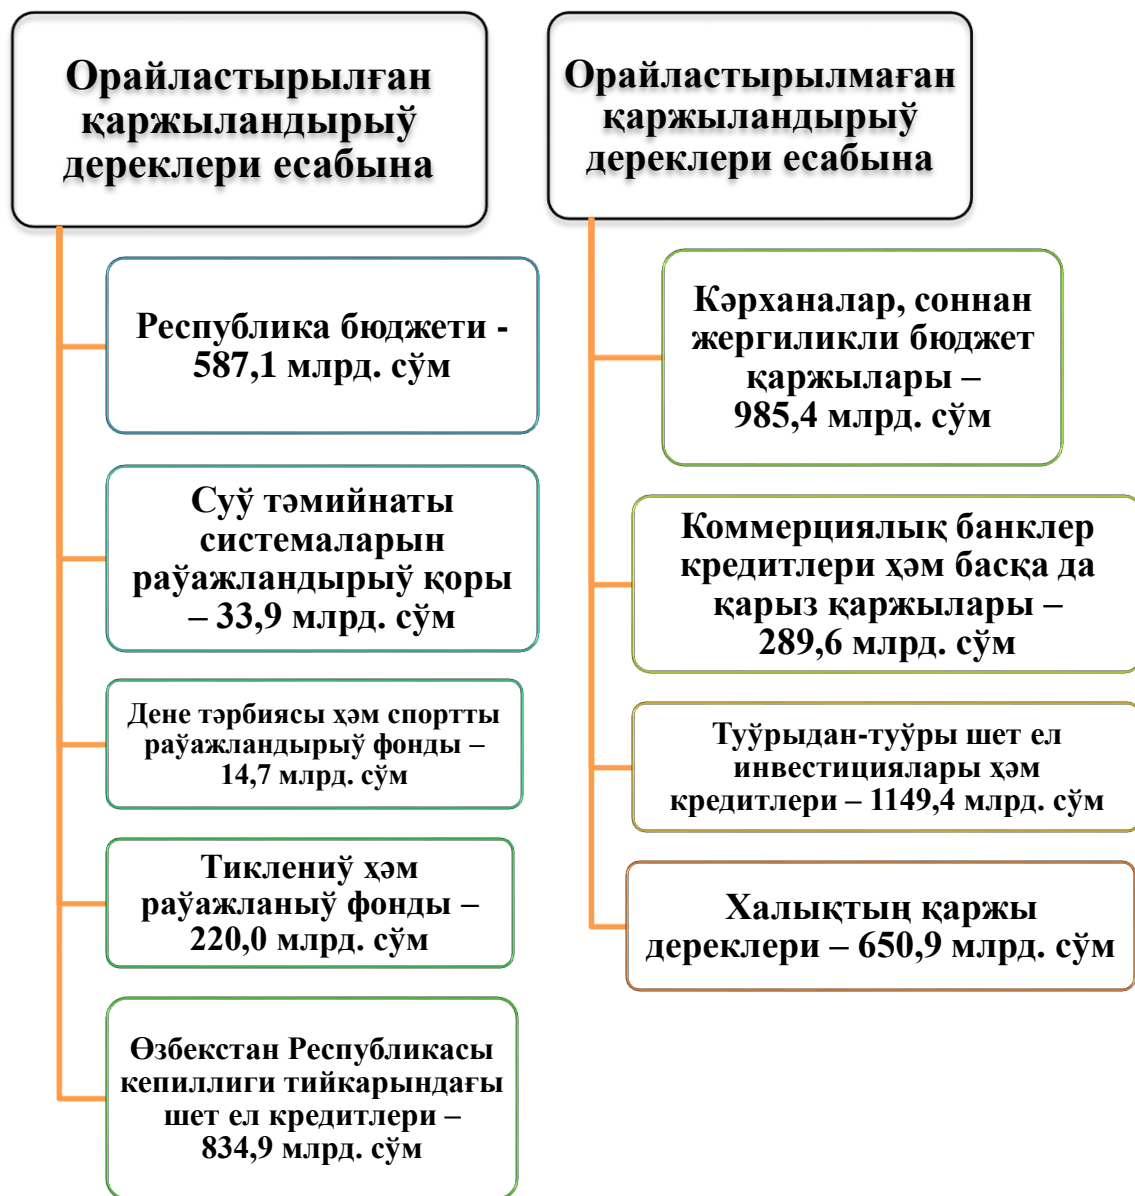 Орайластырылған
қаржыландырыў
дереклери есабына
Республика бюджети -
587,1 млрд. сўм
Суў тәмийнаты
системаларын
раўажландырыў қоры
– 33,9 млрд. сўм
Дене тәрбиясы ҳәм спортты
раўажландырыў фонды –
14,7 млрд. сўм
Тиклениў ҳәм
раўажланыў фонды –
220,0 млрд. сўм
Өзбекстан Республикасы
кепиллиги тийкарындағы
шет ел кредитлери –
834,9 млрд. сўм
Орайластырылмаған
қаржыландырыў
дереклери есабына
Кәрханалар, соннан
жергиликли бюджет
қаржылары –
985,4 млрд. сўм
Коммерциялық банклер
кредитлери ҳәм басқа да
қарыз қаржылары –
289,6 млрд. сўм
Туўрыдан-туўры шет ел
инвестициялары ҳәм
кредитлери – 1149,4 млрд. сўм
Халықтың қаржы
дереклери – 650,9 млрд. сўм